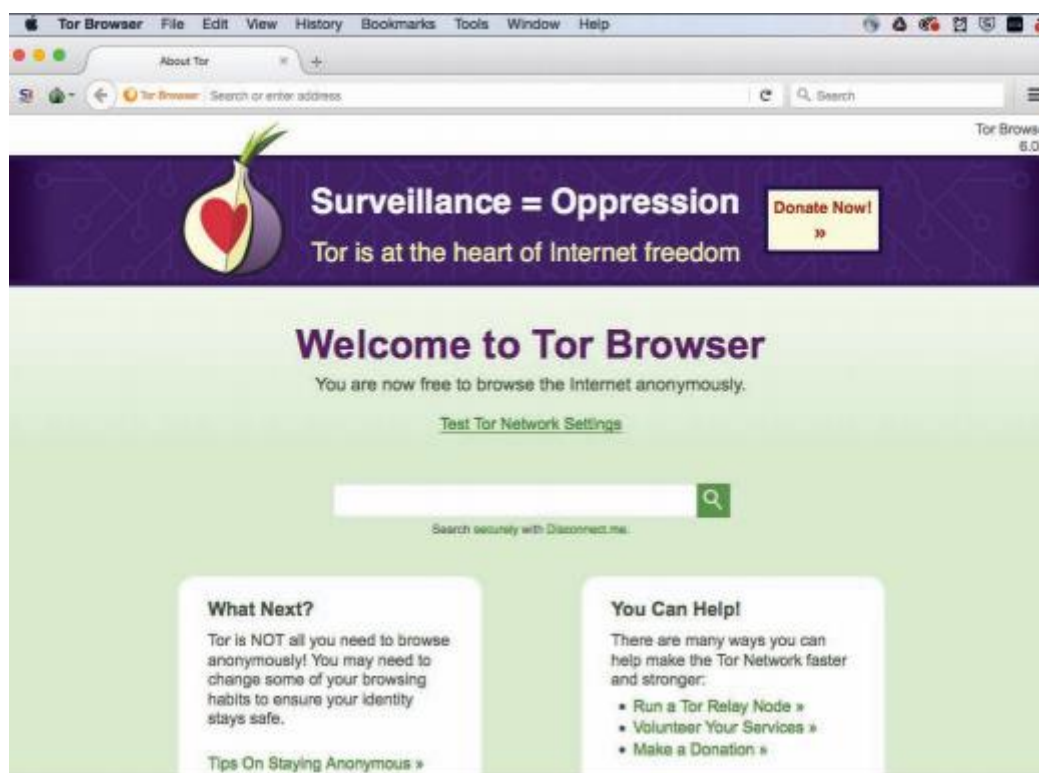 Tor Browser File Edit View History Bookmarks Tools Window Help
About Tor
Tor Browser Search or enter address
Search
Tor Brows
6.0
Surveillance = Oppression
Donate Now!
»
Tor is at the heart of Internet freedom
Welcome to Tor Browser
You are now free to browse the Internet anonymously.
Test Tor Network Settings
Search securely with Disconnect.me.
What Next?
Tor is NOT all you need to browse
anonymously! You may need to
change some of your browsing
habits to ensure your identity
stays safe.
Tips On Staying Anonymous »
You Can Help!
There are many ways you can
help make the Tor Network faster
and stronger:
• Run a Tor Relay Node »
• Volunteer Your Services »
• Make a Donation »